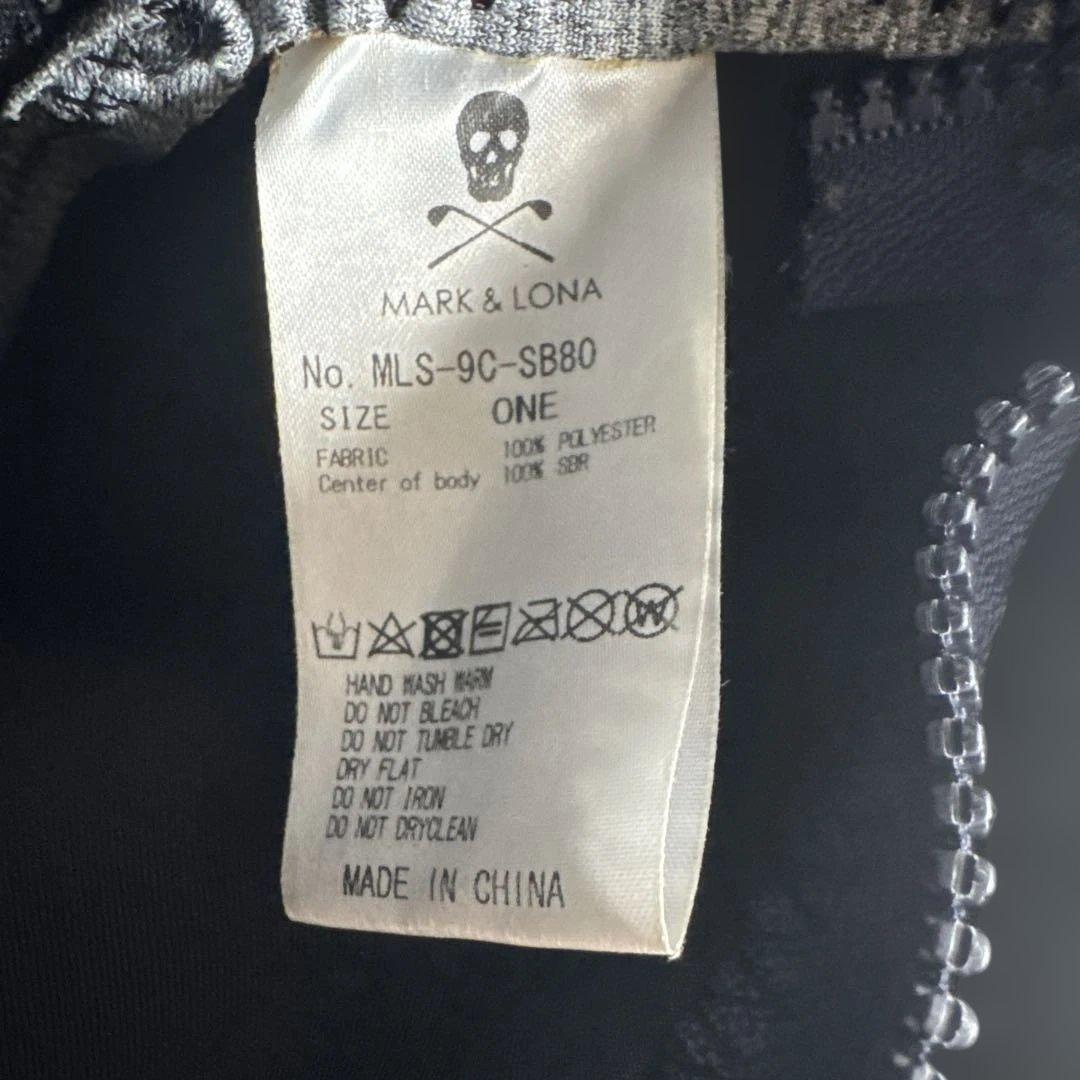 MARK & LONA
No. MLS-9C-SB80
SIZE ONE
FABRIC 100% POLYESTER
Center of body 100% SBR
HAND WASH WARM
DO NOT BLEACH
DO NOT TUMBLE DRY
DRY FLAT
DO NOT IRON
DO NOT DRYCLEAN
MADE IN CHINA